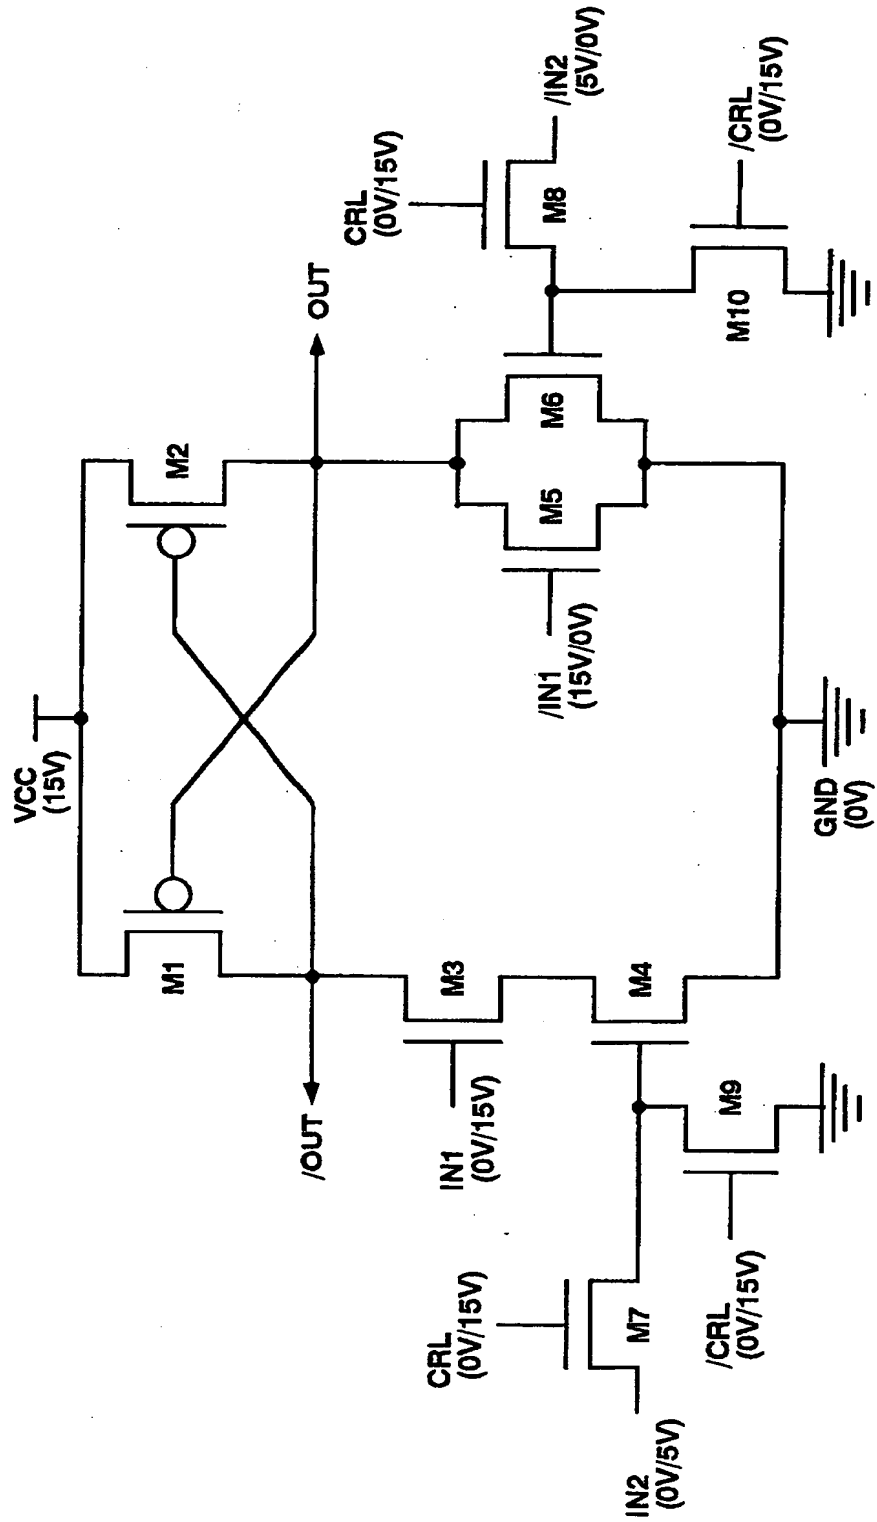 VCC
(15V)
M1
M2
/OUT
OUT
CRL
(0V/15V)
/IN2
(5V/0V)
M8
IN1
(0V/15V)
M3
/IN1
(15V/0V)
M5
M6
M10
/CRL
(0V/15V)
CRL
(0V/15V)
M4
M7
IN2
(0V/5V)
M9
/CRL
(0V/15V)
GND
(0V)